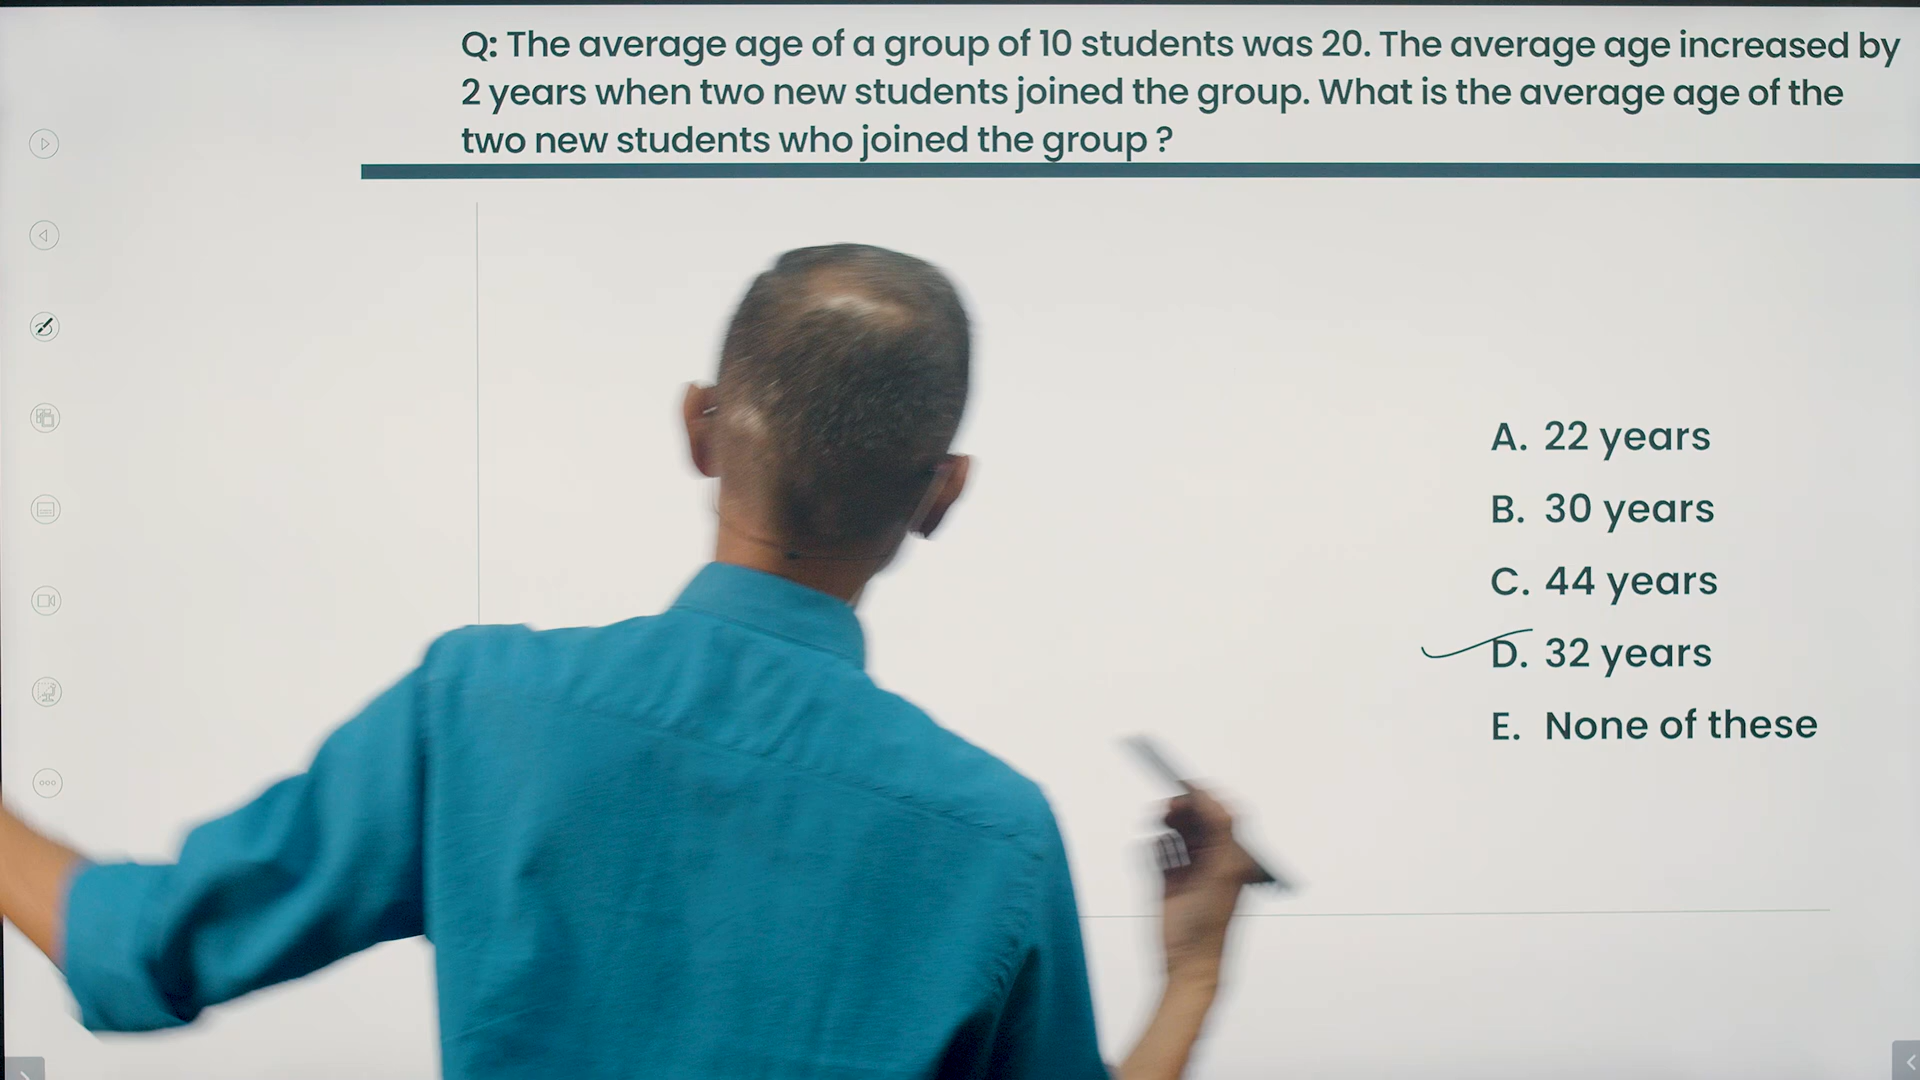 Q: The average age of a group of 10 students was 20. The average age increased by
2 years when two new students joined the group. What is the average age of the
two new students who joined the group ?
A. 22 years
B. 30 years
C. 44 years
D. 32 years
E. None of these